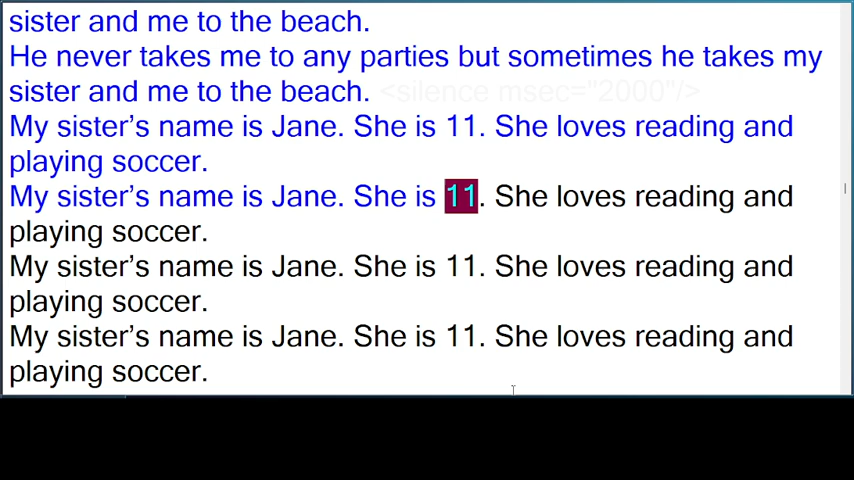 sister and me to the beach.
He never takes me to any parties but sometimes he takes my
sister and me to the beach. <silence msec="2000"/>
My sister’s name is Jane. She is 11. She loves reading and
playing soccer.
My sister’s name is Jane. She is 11. She loves reading and
playing soccer.
My sister’s name is Jane. She is 11. She loves reading and
playing soccer.
My sister’s name is Jane. She is 11. She loves reading and
playing soccer.